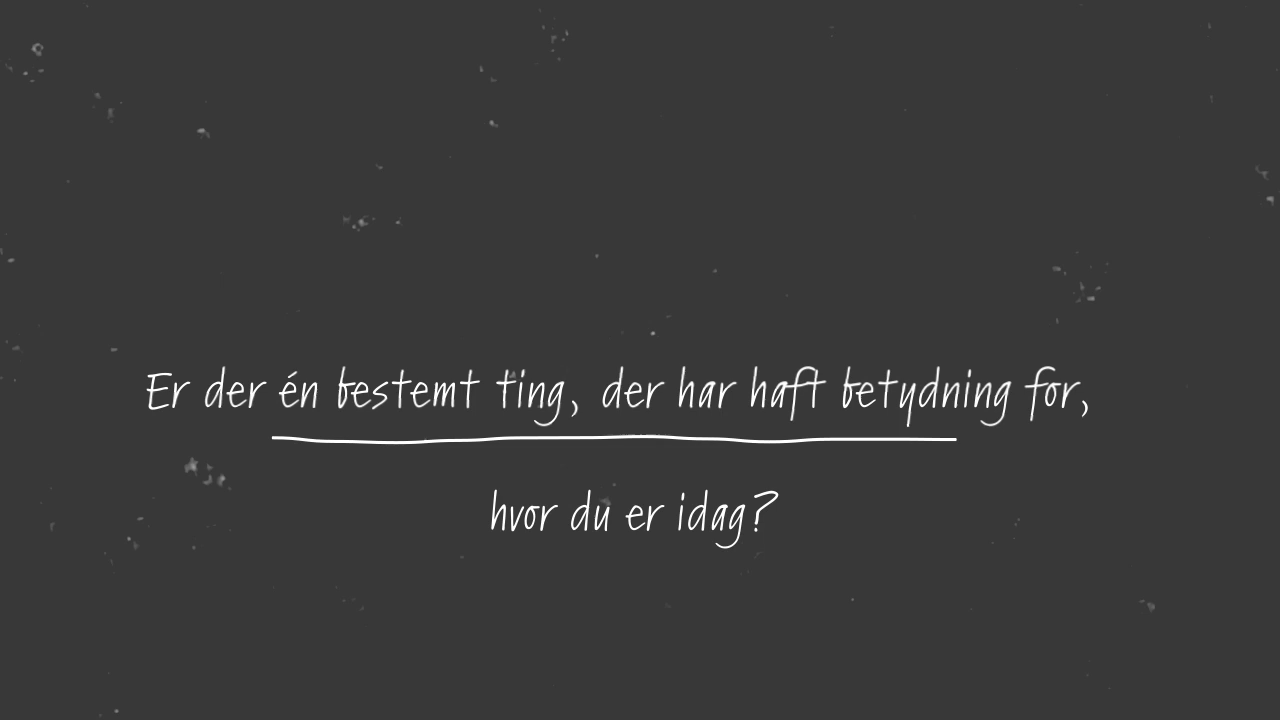 Er der én bestemt ting, der har haft betydning for,
hvor du er idag?